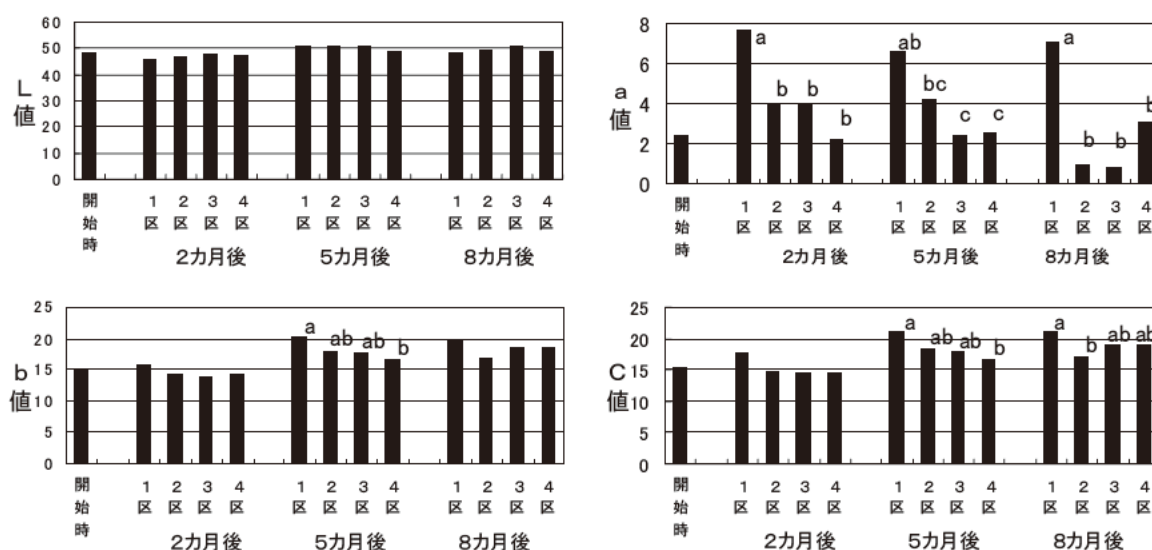 L値
60
50
40
30
20
10
0
開始時
1区 2区 3区 4区
1区 2区 3区 4区
1区 2区 3区 4区
2カ月後 5カ月後 8カ月後
a値
8
6
4
2
0
a b b b
ab bc c c
a b b b
開始時
1区 2区 3区 4区
1区 2区 3区 4区
1区 2区 3区 4区
2カ月後 5カ月後 8カ月後
b値
25
20
15
10
5
0
a ab ab b
開始時
1区 2区 3区 4区
1区 2区 3区 4区
1区 2区 3区 4区
2カ月後 5カ月後 8カ月後
C値
25
20
15
10
5
0
a ab ab b
a b ab ab
開始時
1区 2区 3区 4区
1区 2区 3区 4区
1区 2区 3区 4区
2カ月後 5カ月後 8カ月後